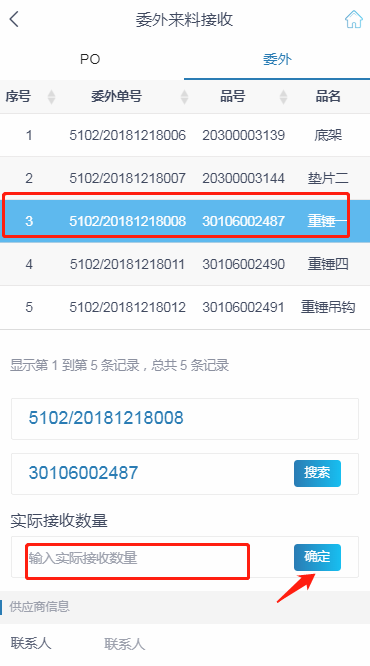 委外来料接收
PO 委外
序号 委外单号 品号 品名
1 5102/20181218006 20300003139 底架
2 5102/20181218007 20300003144 垫片二
3 5102/20181218008 30106002487 重锤一
4 5102/20181218011 30106002490 重锤四
5 5102/20181218012 30106002491 重锤吊钩
显示第 1 到第 5 条记录，总共 5 条记录
5102/20181218008
30106002487 搜索
实际接收数量
输入实际接收数量 确定
供应商信息
联系人 联系人